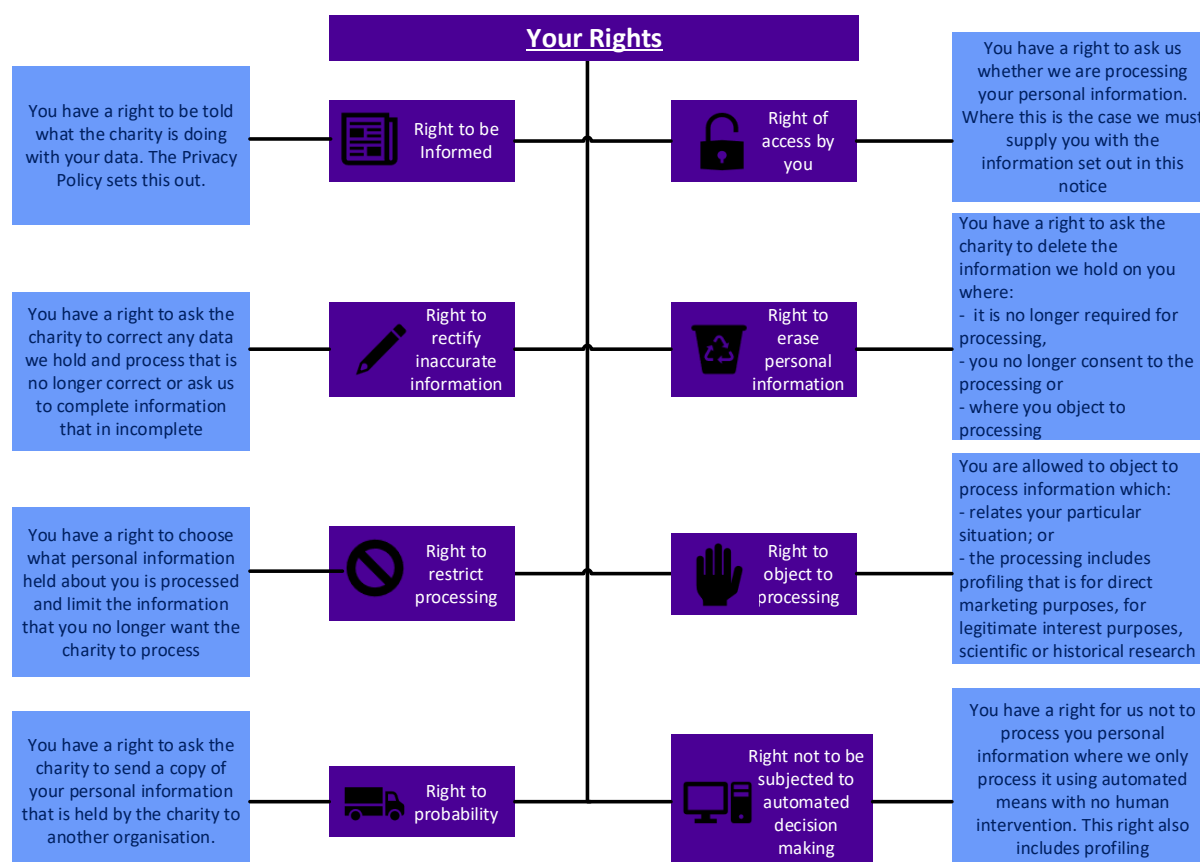 Your Rights
You have a right to be told
what the charity is doing
with your data. The Privacy
Policy sets this out.
Right to be
Informed
Right of
access by
you
You have a right to ask us
whether we are processing
your personal information.
Where this is the case we must
supply you with the
information set out in this
notice
You have a right to ask the
charity to correct any data
we hold and process that is
no longer correct or ask us
to complete information
that in incomplete
Right to
rectify
inaccurate
information
Right to
erase
personal
information
You have a right to ask the
charity to delete the
information we hold on you
where:
- it is no longer required for
processing,
- you no longer consent to the
processing or
- where you object to
processing
You have a right to choose
what personal information
held about you is processed
and limit the information
that you no longer want the
charity to process
Right to
restrict
processing
Right to
object to
processing
You are allowed to object to
process information which:
- relates your particular
situation; or
- the processing includes
profiling that is for direct
marketing purposes, for
legitimate interest purposes,
scientific or historical research
You have a right to ask the
charity to send a copy of
your personal information
that is held by the charity to
another organisation.
Right to
probability
Right not to be
subjected to
automated
decision
making
You have a right for us not to
process you personal
information where we only
process it using automated
means with no human
intervention. This right also
includes profiling